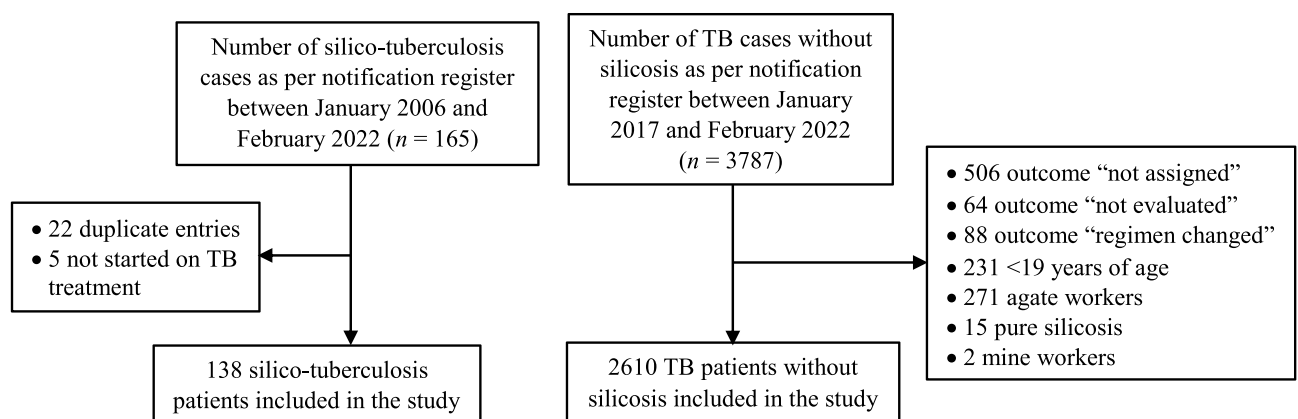 Number of silico-tuberculosis
cases as per notification register
between January 2006 and
February 2022 (n = 165)
Number of TB cases without
silicosis as per notification
register between January
2017 and February 2022
(n = 3787)
• 22 duplicate entries
• 5 not started on TB
treatment
• 506 outcome “not assigned”
• 64 outcome “not evaluated”
• 88 outcome “regimen changed”
• 231 <19 years of age
• 271 agate workers
• 15 pure silicosis
• 2 mine workers
138 silico-tuberculosis
patients included in the study
2610 TB patients without
silicosis included in the study